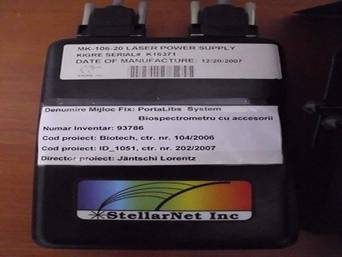 MK-106-20 LASER POWER SUPPLY
KIGRE SERIAL# K16371
DATE OF MANUFACTURE: 12/20/2007
Denumire Mijloc Fix: PortaLibs System
Biospectrometru cu accesorii
Numar Inventar: 93786
Cod proiect: Biotech, ctr. nr. 104/2006
Cod proiect: ID_1051, ctr. nr. 202/2007
Director proiect: Jäntschi Lorentz
StellarNet Inc